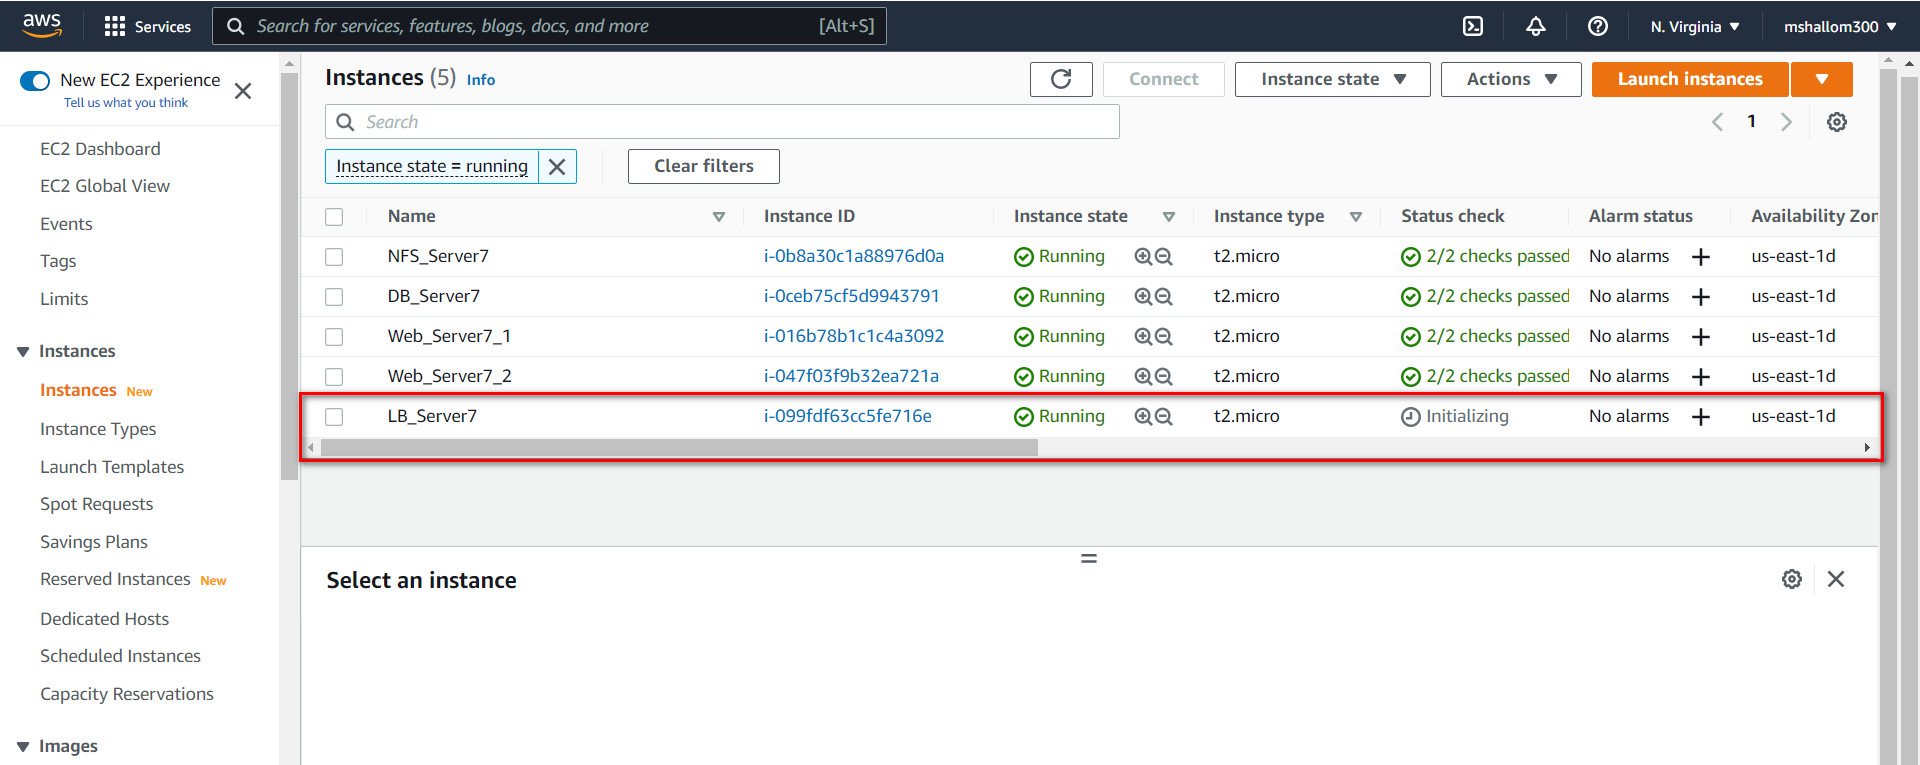 aws Services Search for services, features, blogs, docs, and more [Alt+S] N. Virginia mshallom300
New EC2 Experience
Tell us what you think
EC2 Dashboard
EC2 Global View
Events
Tags
Limits
Instances
Instances New
Instance Types
Launch Templates
Spot Requests
Savings Plans
Reserved Instances New
Dedicated Hosts
Scheduled Instances
Capacity Reservations
Images
Instances (5) Info Connect Instance state Actions Launch instances
Search 1
Instance state = running Clear filters
Name Instance ID Instance state Instance type Status check Alarm status Availability Zon
NFS_Server7 i-0b8a30c1a88976d0a Running t2.micro 2/2 checks passed No alarms + us-east-1d
DB_Server7 i-0ceb75cf5d9943791 Running t2.micro 2/2 checks passed No alarms + us-east-1d
Web_Server7_1 i-016b78b1c1c4a3092 Running t2.micro 2/2 checks passed No alarms + us-east-1d
Web_Server7_2 i-047f03f9b32ea721a Running t2.micro 2/2 checks passed No alarms + us-east-1d
LB_Server7 i-099fdf63cc5fe716e Running t2.micro Initializing No alarms + us-east-1d
Select an instance